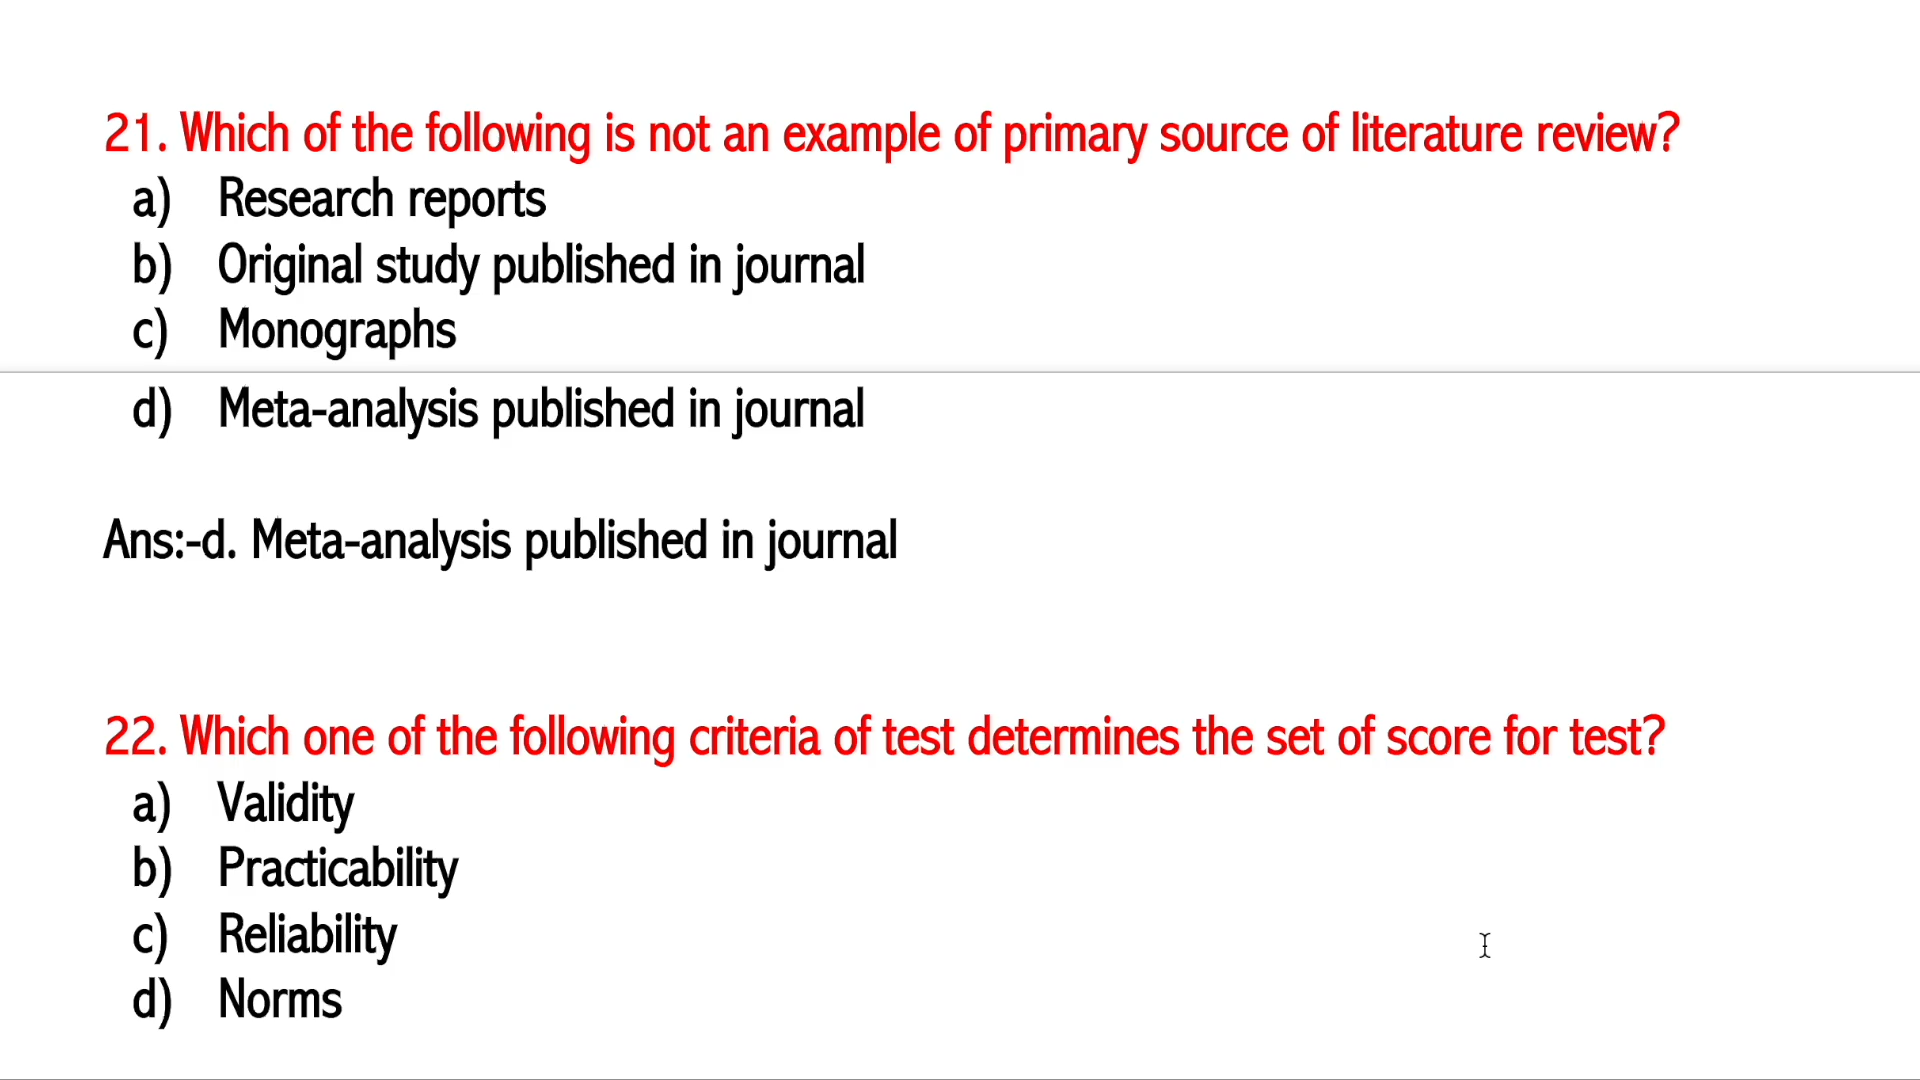 21. Which of the following is not an example of primary source of literature review?
a) Research reports
b) Original study published in journal
c) Monographs
d) Meta-analysis published in journal
Ans:-d. Meta-analysis published in journal
22. Which one of the following criteria of test determines the set of score for test?
a) Validity
b) Practicability
c) Reliability
d) Norms